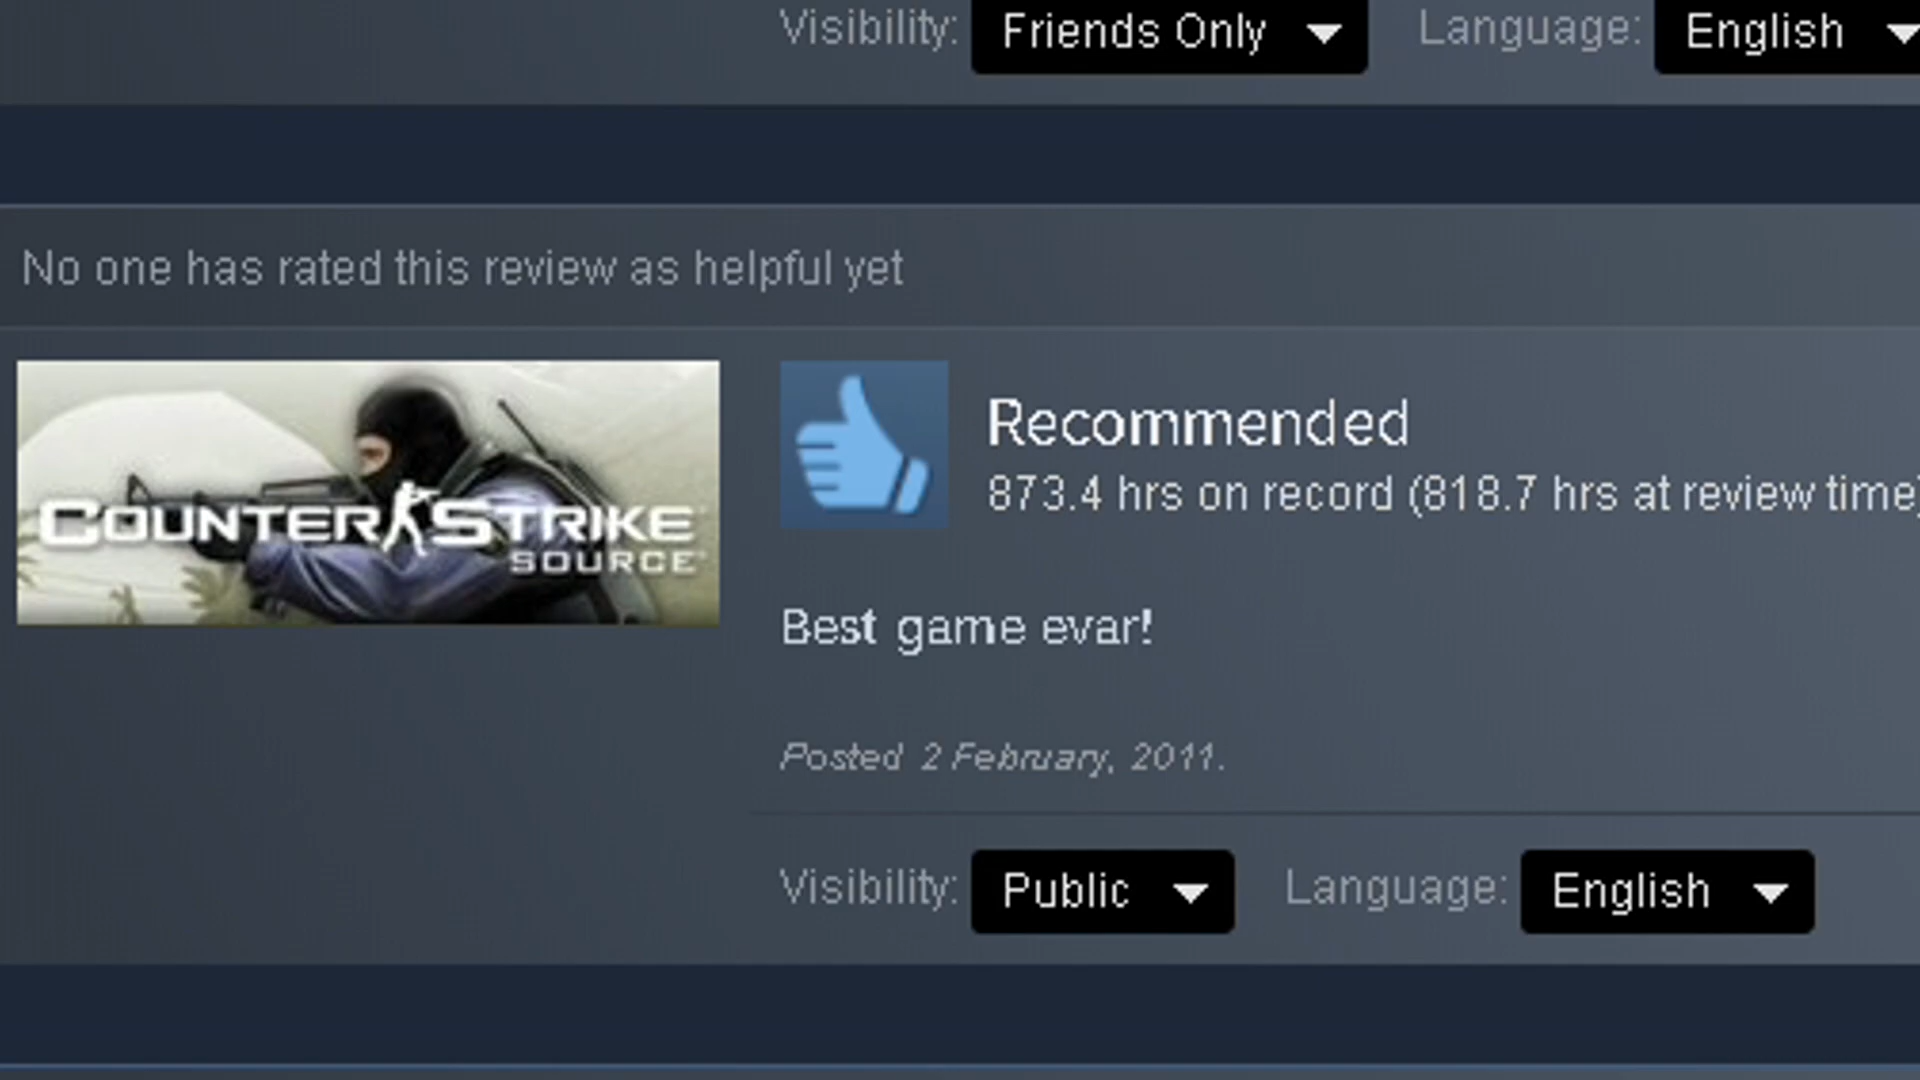 Visibility: Friends Only Language: English
No one has rated this review as helpful yet
COUNTER STRIKE
SOURCE
Recommended
873.4 hrs on record (818.7 hrs at review time)
Best game evar!
Posted 2 February, 2011.
Visibility: Public Language: English